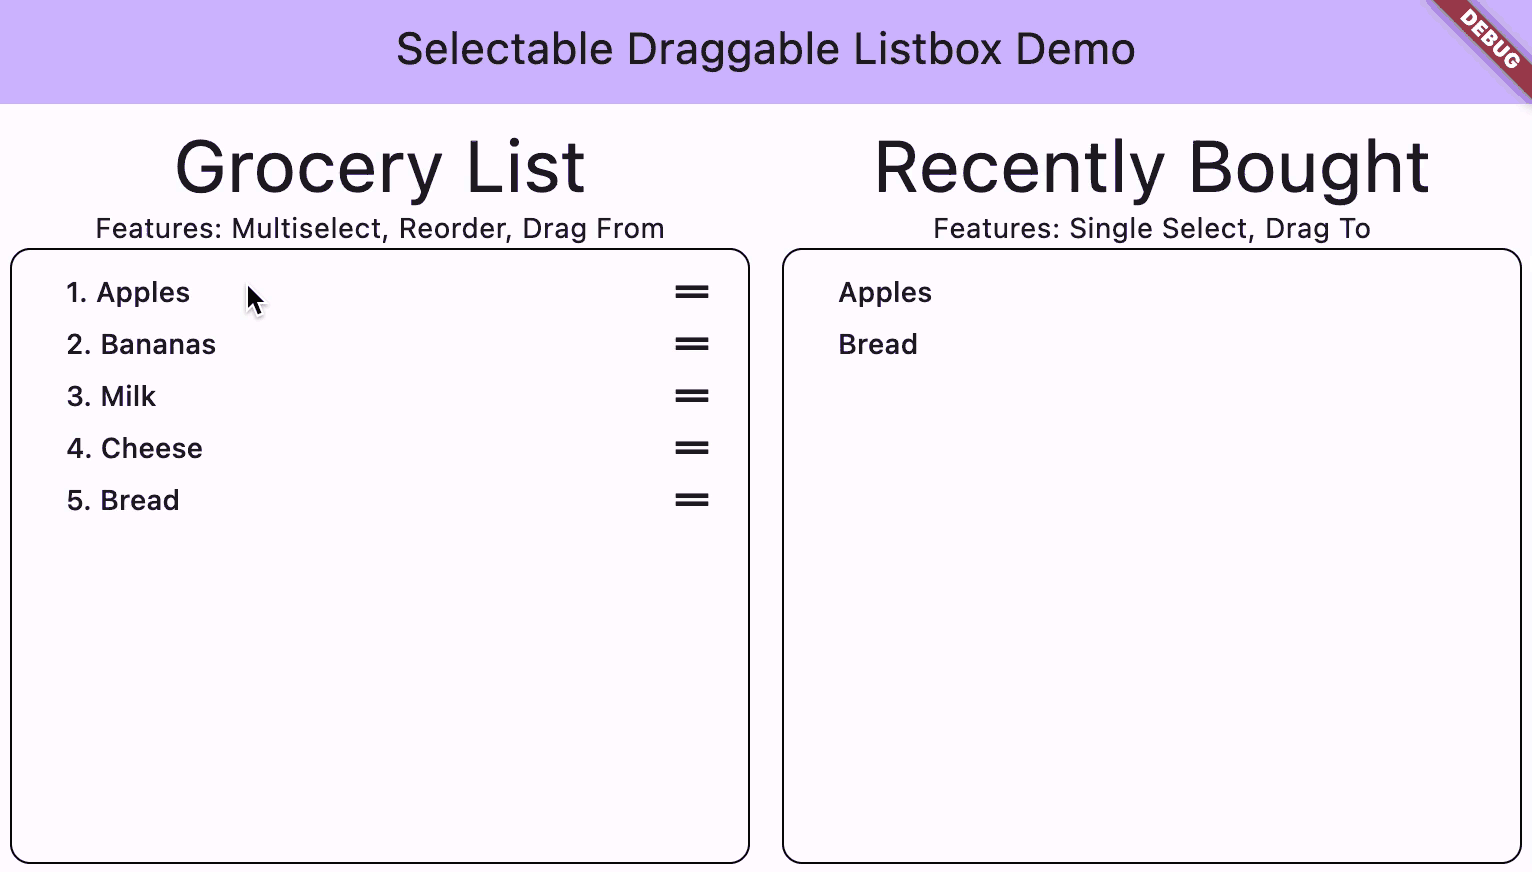 Selectable Draggable Listbox Demo
DEBUG
Grocery List
Features: Multiselect, Reorder, Drag From
1. Apples
2. Bananas
3. Milk
4. Cheese
5. Bread
Recently Bought
Features: Single Select, Drag To
Apples
Bread